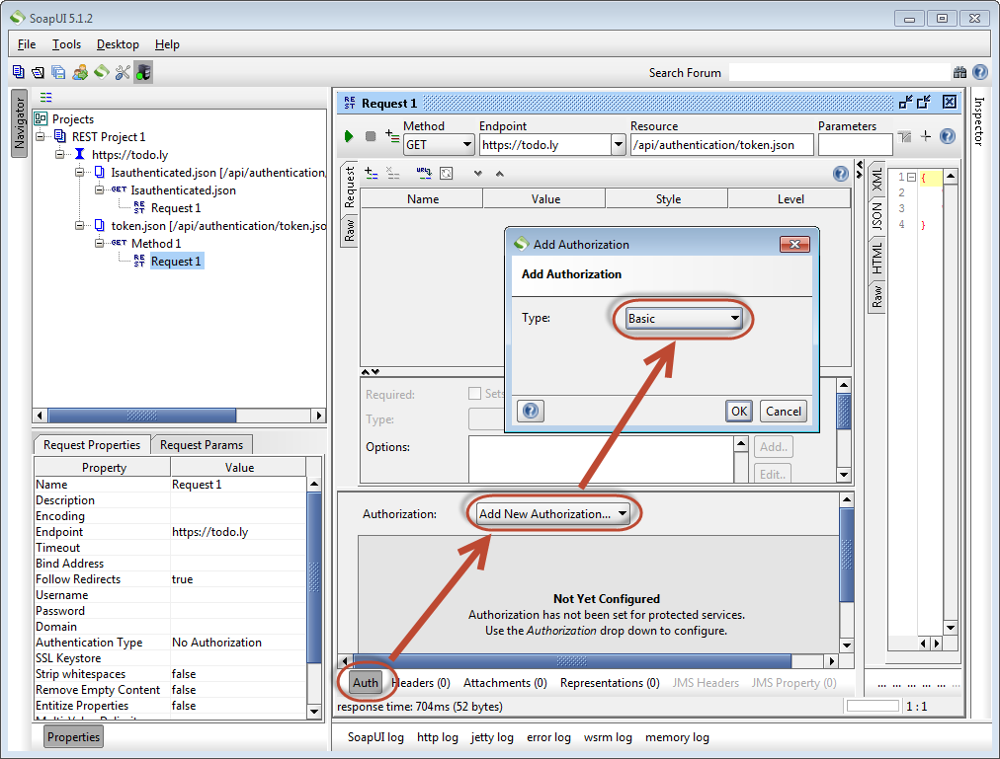 SoapUI 5.1.2
File Tools Desktop Help
Search Forum
Navigator
Projects
REST Project 1
https://todo.ly
Isauthenticated.json [/api/authentication,
GET Isauthenticated.json
REST Request 1
token.json [/api/authentication/token.jso
GET Method 1
REST Request 1
Request Properties Request Params
Property Value
Name Request 1
Description
Encoding
Endpoint https://todo.ly
Timeout
Bind Address
Follow Redirects true
Username
Password
Domain
Authentication Type No Authorization
SSL Keystore
Strip whitespaces false
Remove Empty Content false
Entitize Properties false
Properties
REST Request 1
Method Endpoint Resource Parameters
GET https://todo.ly /api/authentication/token.json
Request
Raw
URL?
Name Value Style Level
Required: Sets
Type:
Options:
Add..
Edit..
Add Authorization
Add Authorization
Type: Basic
OK Cancel
Authorization: Add New Authorization...
Not Yet Configured
Authorization has not been set for protected services.
Use the Authorization drop down to configure.
Auth Headers (0) Attachments (0) Representations (0) JMS Headers JMS Property (0)
response time: 704ms (52 bytes)
XML
JSON
HTML
Raw
1 {
2
3
4 }
... ... ... ... ... ...
1 : 1
Inspector
SoapUI log http log jetty log error log wsrm log memory log